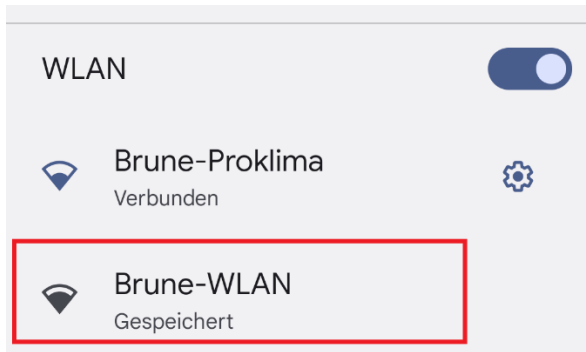 WLAN
Brune-Proklima
Verbunden
Brune-WLAN
Gespeichert